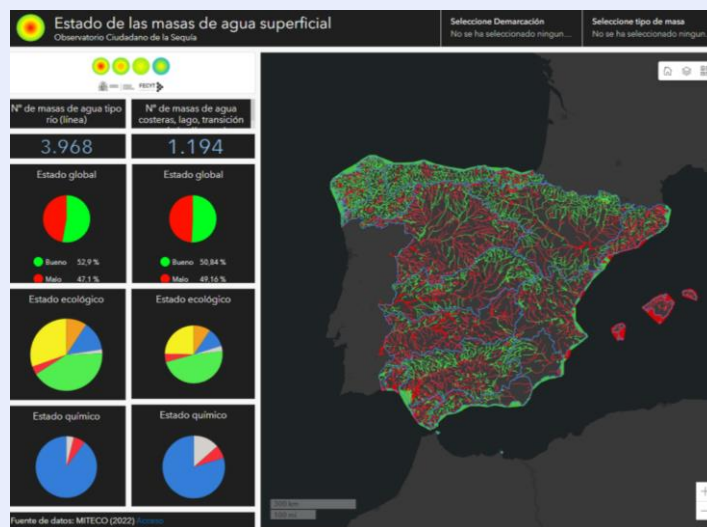 Estado de las masas de agua superficial
Observatorio Ciudadano de la Sequía
Seleccione Demarcación
No se ha seleccionado ningun...
Seleccione tipo de masa
No se ha seleccionado ningun
FECYT
Nº de masas de agua tipo
río (línea)
3.968
Nº de masas de agua
costeras, lago, transición
1.194
Estado global
Bueno 52,9 %
Malo 47,1 %
Estado global
Bueno 50,84 %
Malo 49,16 %
Estado ecológico
Estado ecológico
Estado químico
Estado químico
Fuente de datos: MITECO (2022) Acceso
300 km